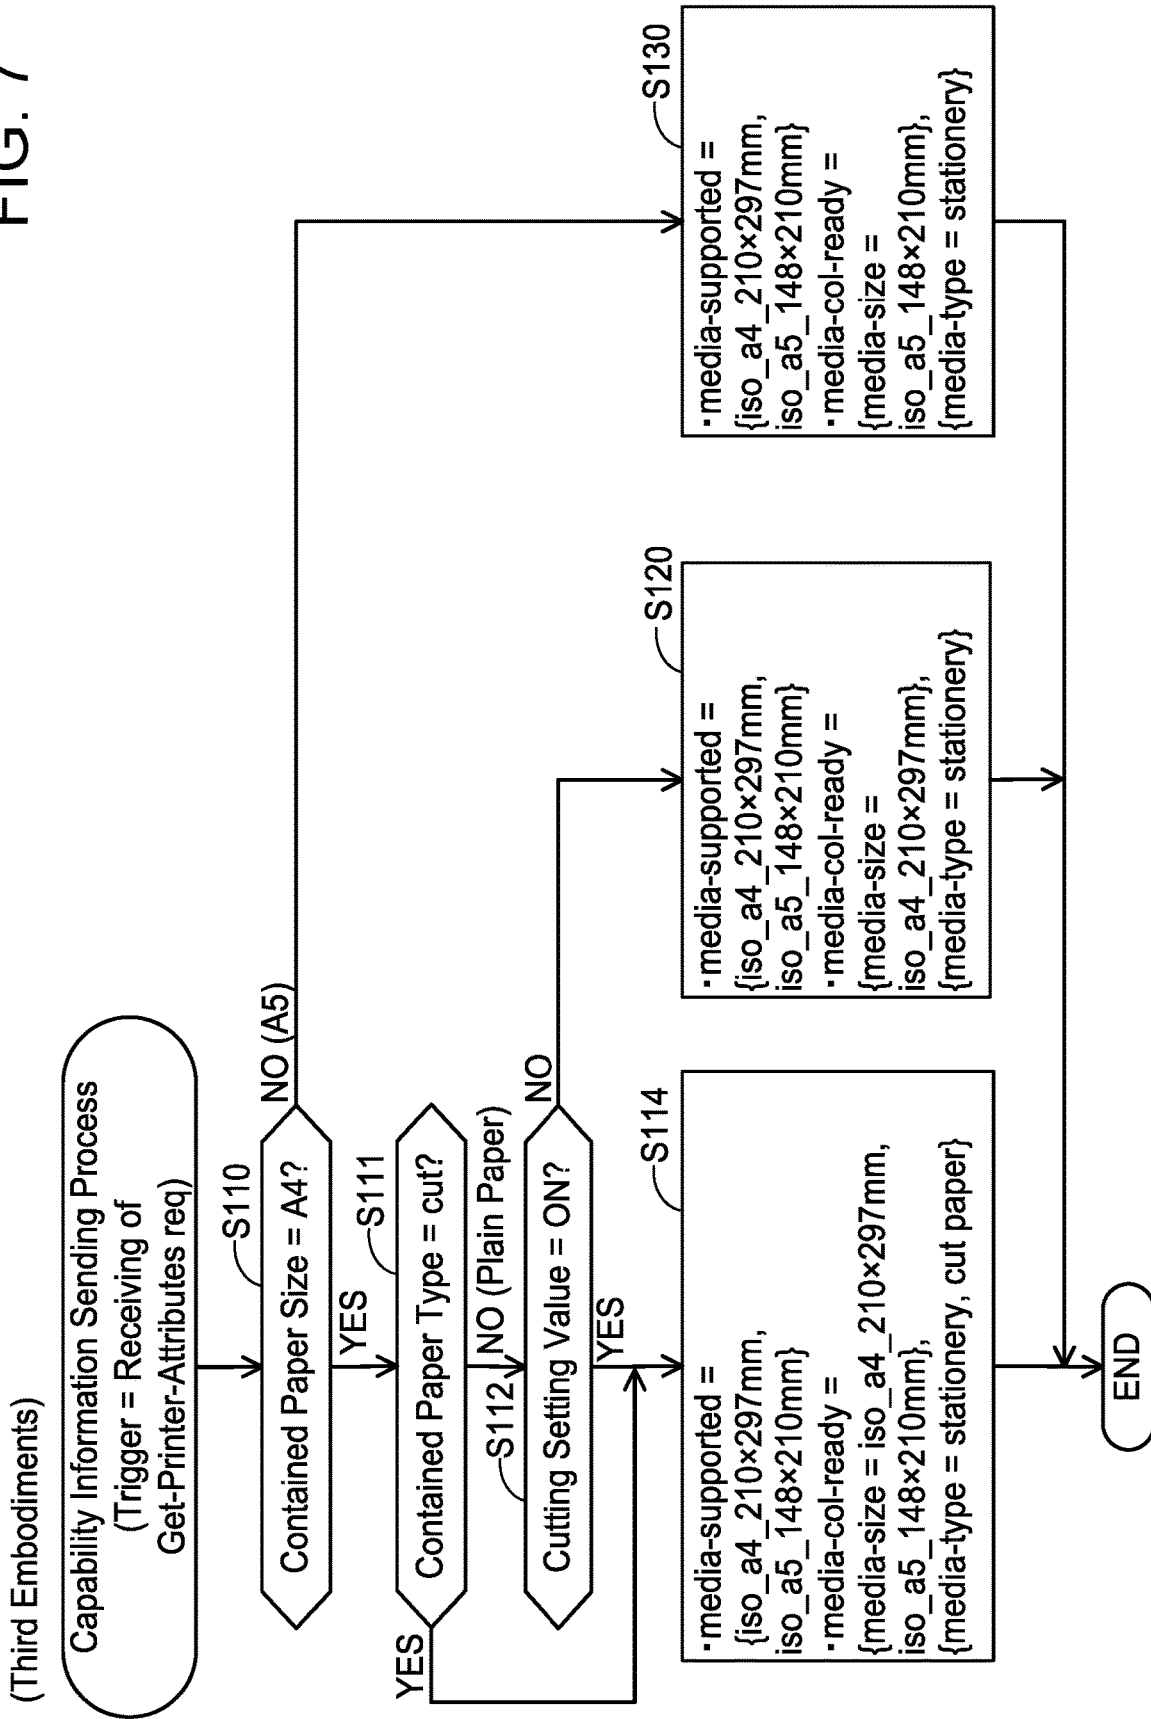 FIG. 7
(Third Embodiments)
Capability Information Sending Process
(Trigger = Receiving of
Get-Printer-Attributes req)
S110
Contained Paper Size = A4?
NO (A5)
YES
S111
Contained Paper Type = cut?
YES
NO (Plain Paper)
S112
Cutting Setting Value = ON?
NO
YES
S114
·media-supported =
{iso_a4_210×297mm,
iso_a5_148×210mm}
·media-col-ready =
{media-size = iso_a4_210×297mm,
iso_a5_148×210mm},
{media-type = stationery, cut paper}
S120
·media-supported =
{iso_a4_210×297mm,
iso_a5_148×210mm}
·media-col-ready =
{media-size =
iso_a4_210×297mm},
{media-type = stationery}
S130
·media-supported =
{iso_a4_210×297mm,
iso_a5_148×210mm}
·media-col-ready =
{media-size =
iso_a5_148×210mm},
{media-type = stationery}
END